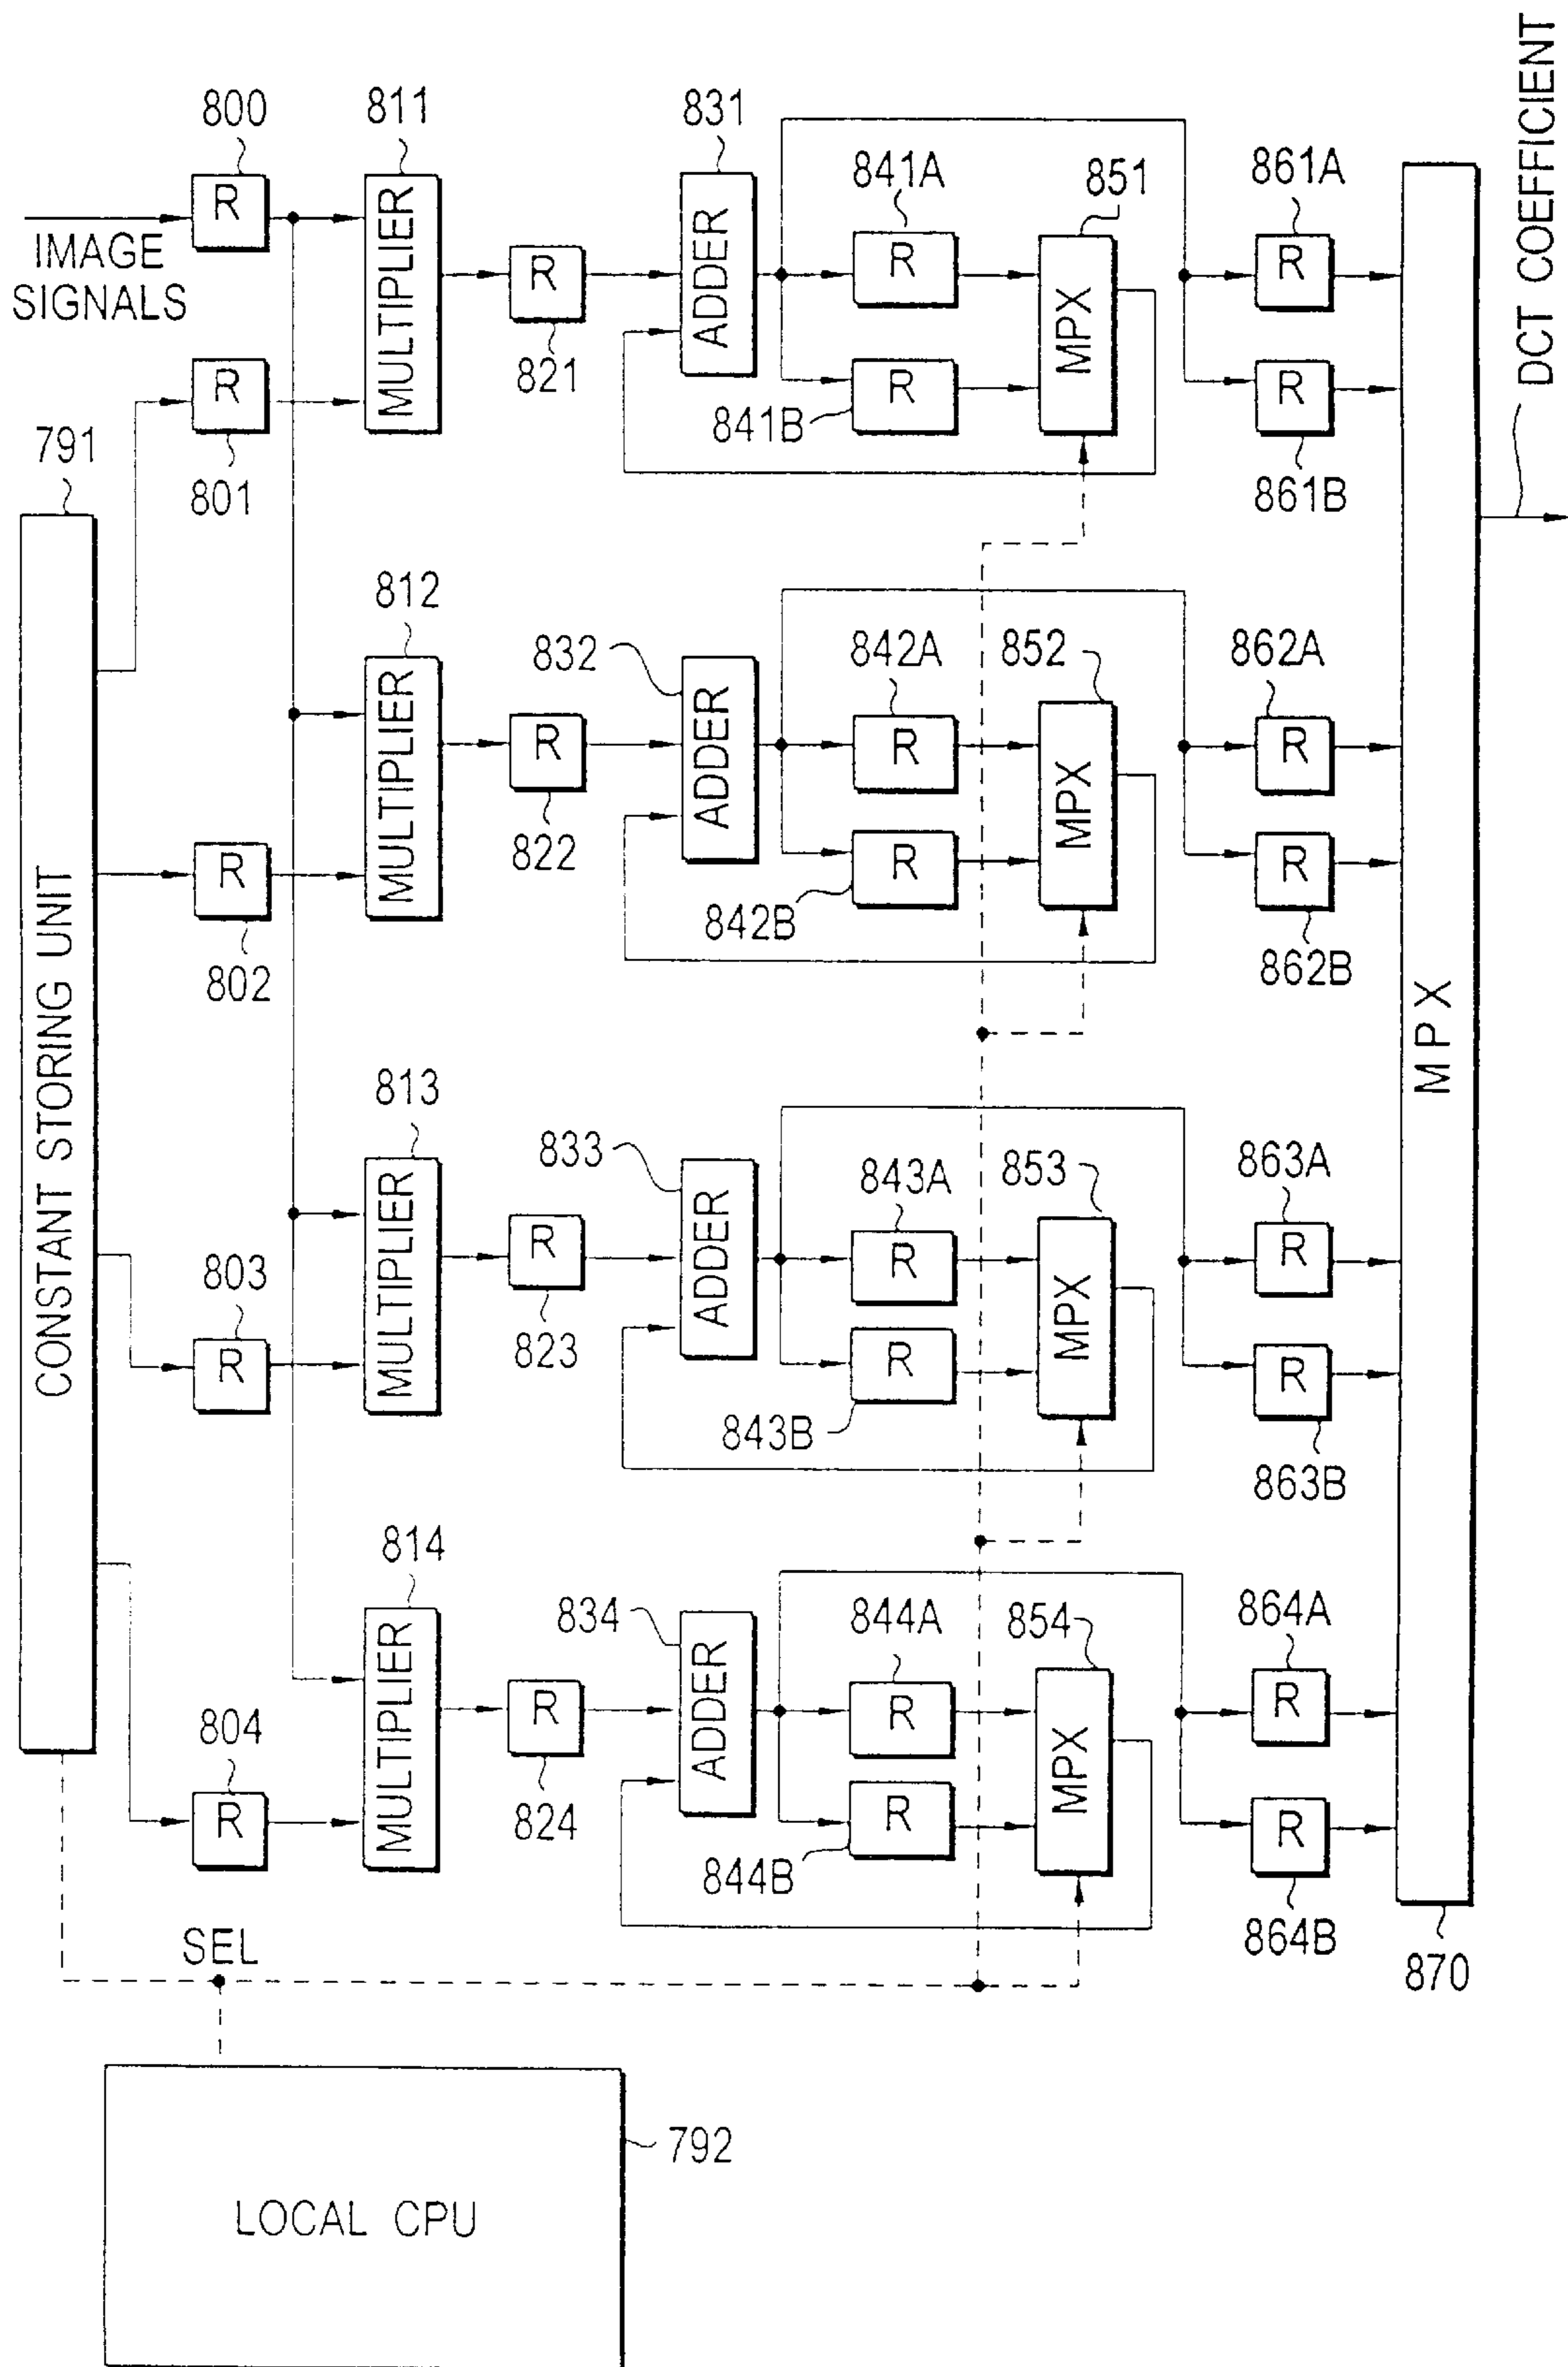 800
811
831
841A
851
861A
DCT COEFFICIENT
R
MULTIPLIER
ADDER
R
MPX
R
IMAGE
SIGNALS
R
821
R
R
841B
R
861B
791
801
CONSTANT STORING UNIT
812
832
842A
852
862A
MULTIPLIER
R
ADDER
R
MPX
R
R
802
822
R
842B
R
862B
MPX
813
833
843A
853
863A
MULTIPLIER
R
ADDER
R
MPX
R
803
R
823
R
843B
R
863B
814
834
844A
854
864A
MULTIPLIER
R
ADDER
R
MPX
R
804
R
824
R
844B
R
864B
870
SEL
792
LOCAL CPU